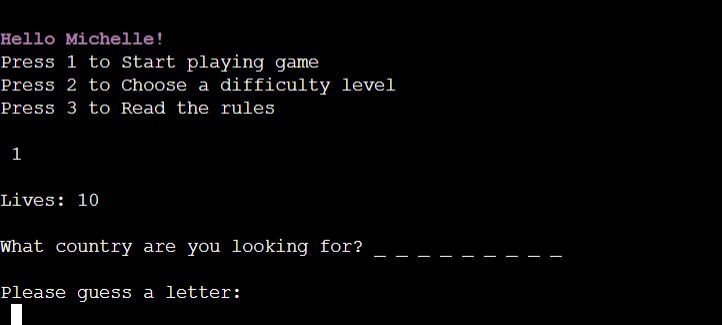 Hello Michelle!
Press 1 to Start playing game
Press 2 to Choose a difficulty level
Press 3 to Read the rules
1
Lives: 10
What country are you looking for? _ _ _ _ _ _ _ _ _
Please guess a letter: